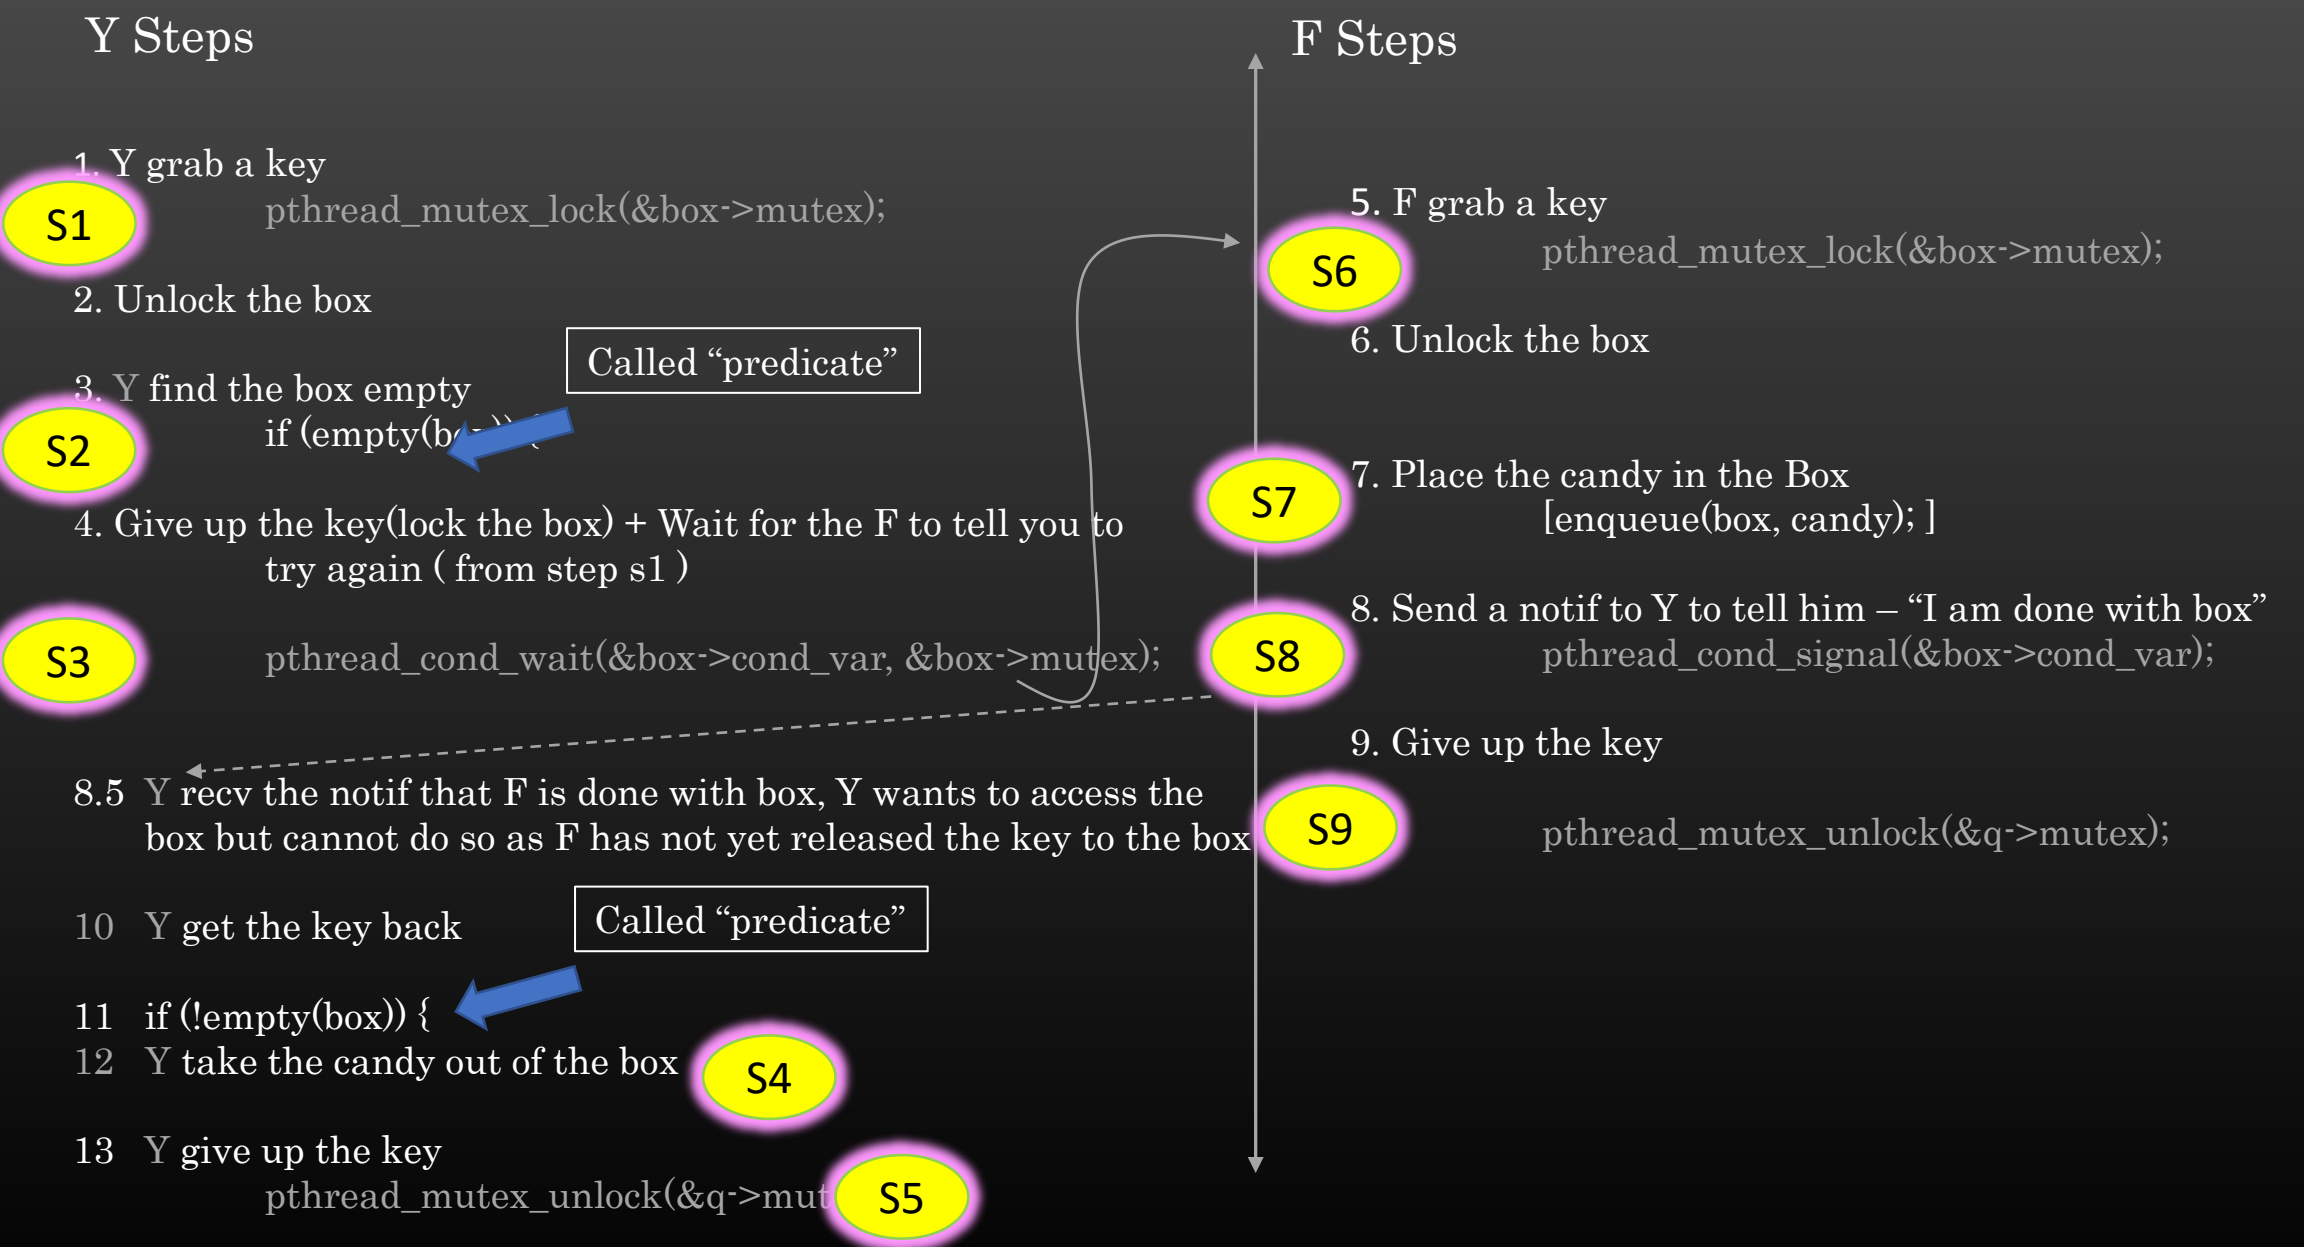 Y Steps
1. Y grab a key
pthread_mutex_lock(&box->mutex);
S1
2. Unlock the box
Called “predicate”
3. Y find the box empty
if (empty(box)) {
S2
4. Give up the key(lock the box) + Wait for the F to tell you to
try again ( from step s1 )
S3
pthread_cond_wait(&box->cond_var, &box->mutex);
8.5 Y recv the notif that F is done with box, Y wants to access the
box but cannot do so as F has not yet released the key to the box
10 Y get the key back
Called “predicate”
11 if (!empty(box)) {
12 Y take the candy out of the box
S4
13 Y give up the key
pthread_mutex_unlock(&q->mut
S5
F Steps
5. F grab a key
pthread_mutex_lock(&box->mutex);
S6
6. Unlock the box
7. Place the candy in the Box
S7
[enqueue(box, candy); ]
8. Send a notif to Y to tell him – “I am done with box”
S8
pthread_cond_signal(&box->cond_var);
9. Give up the key
S9
pthread_mutex_unlock(&q->mutex);